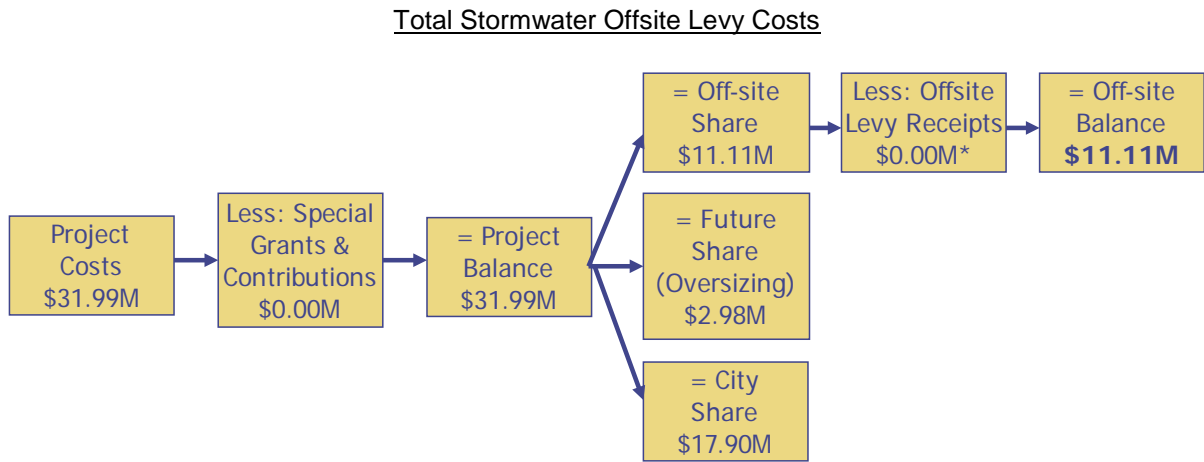 Total Stormwater Offsite Levy Costs
Project
Costs
$31.99M
Less: Special
Grants &
Contributions
$0.00M
= Project
Balance
$31.99M
= Off-site
Share
$11.11M
Less: Offsite
Levy Receipts
$0.00M*
= Off-site
Balance
$11.11M
= Future
Share
(Oversizing)
$2.98M
= City
Share
$17.90M